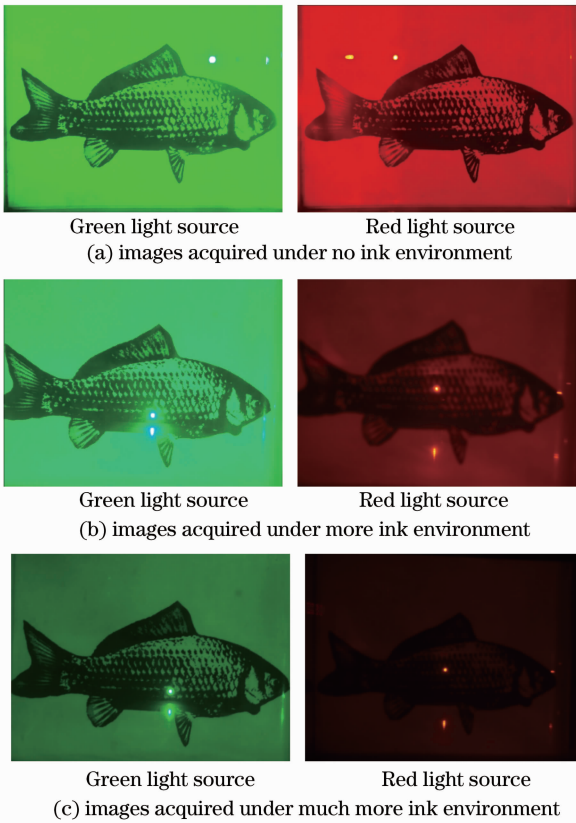 Green light source Red light source
(a) images acquired under no ink environment
Green light source Red light source
(b) images acquired under more ink environment
Green light source Red light source
(c) images acquired under much more ink environment